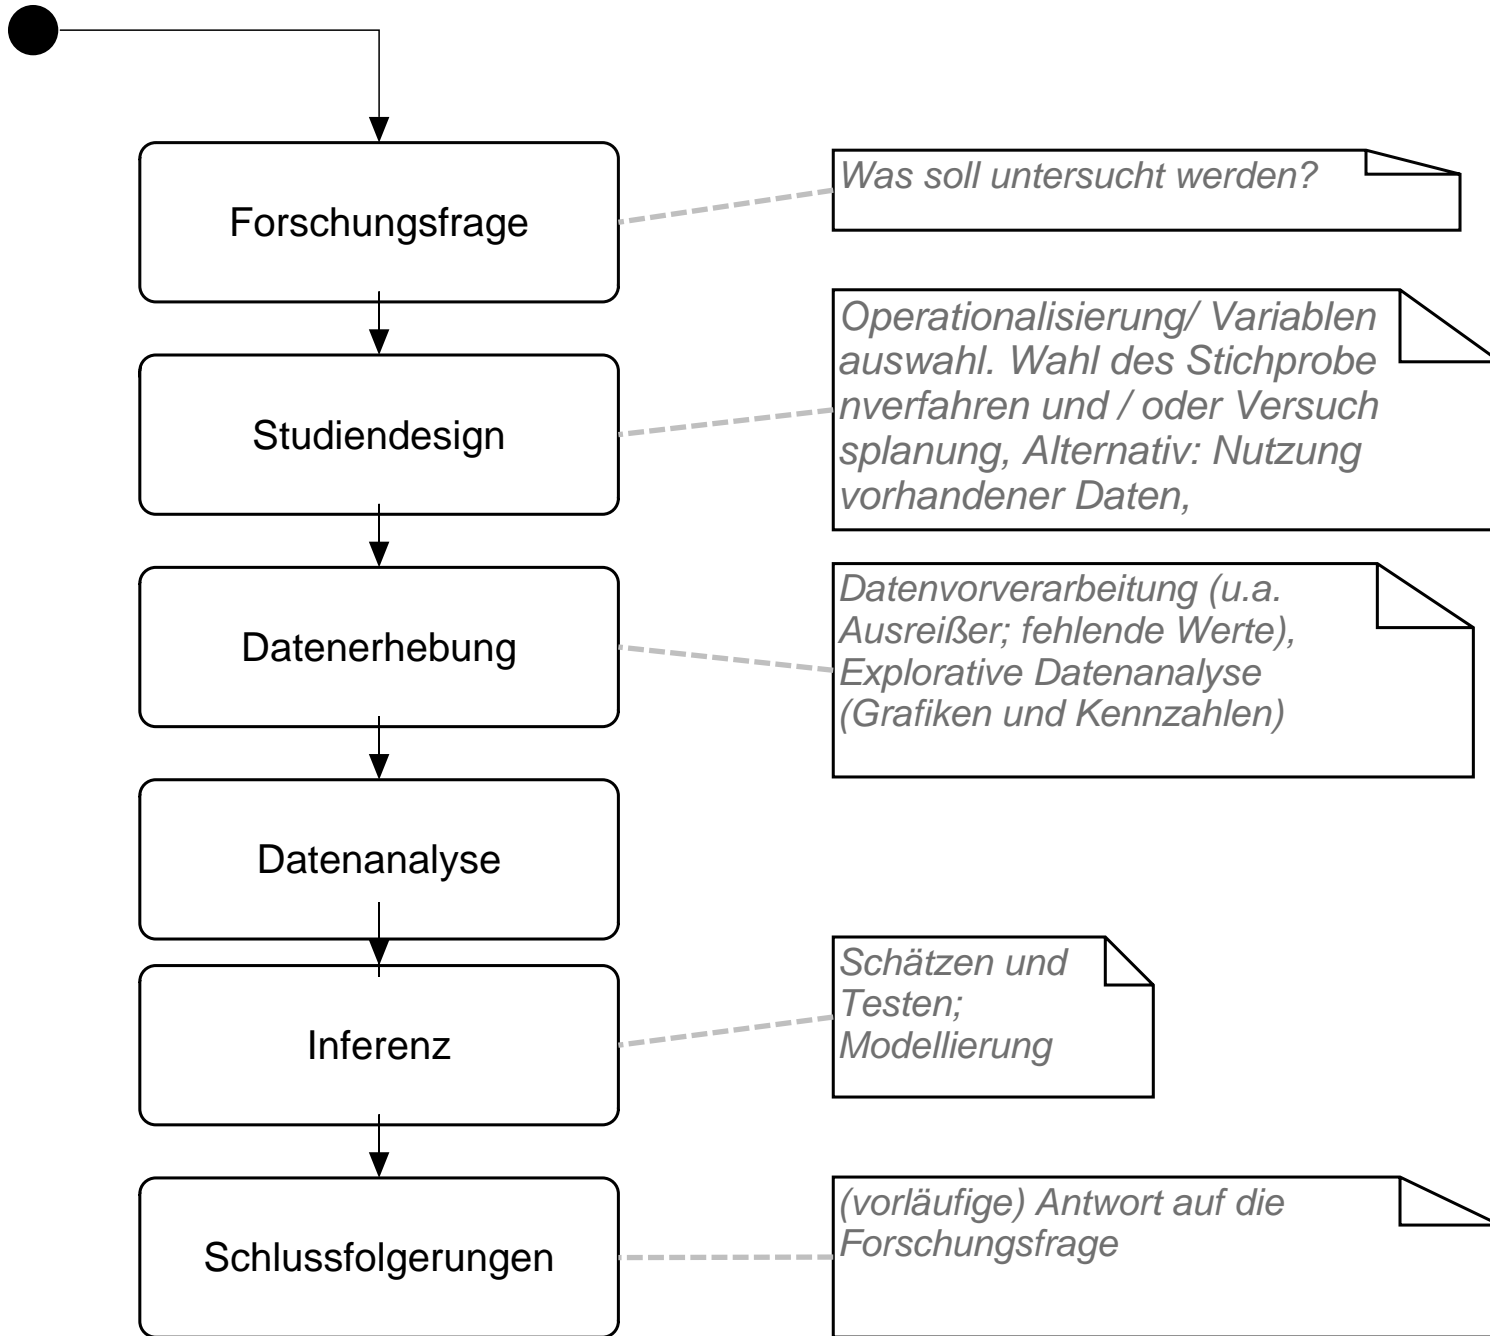 Forschungsfrage
Was soll untersucht werden?
Studiendesign
Operationalisierung/ Variablen
auswahl. Wahl des Stichprobe
nverfahren und / oder Versuch
splanung, Alternativ: Nutzung
vorhandener Daten,
Datenerhebung
Datenvorverarbeitung (u.a.
Ausreißer; fehlende Werte),
Explorative Datenanalyse
(Grafiken und Kennzahlen)
Datenanalyse
Inferenz
Schätzen und
Testen;
Modellierung
Schlussfolgerungen
(vorläufige) Antwort auf die
Forschungsfrage